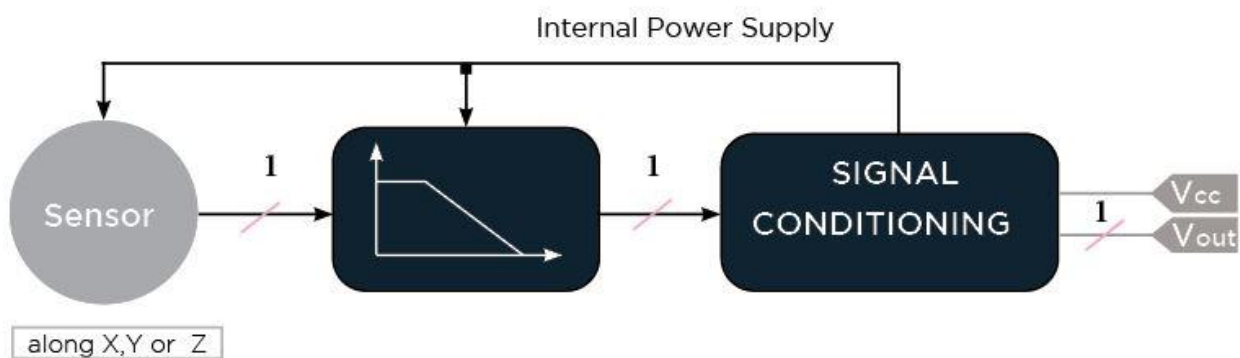 Internal Power Supply
1
1
SIGNAL
CONDITIONING
Sensor
Vcc
1
Vout
along X,Y or Z